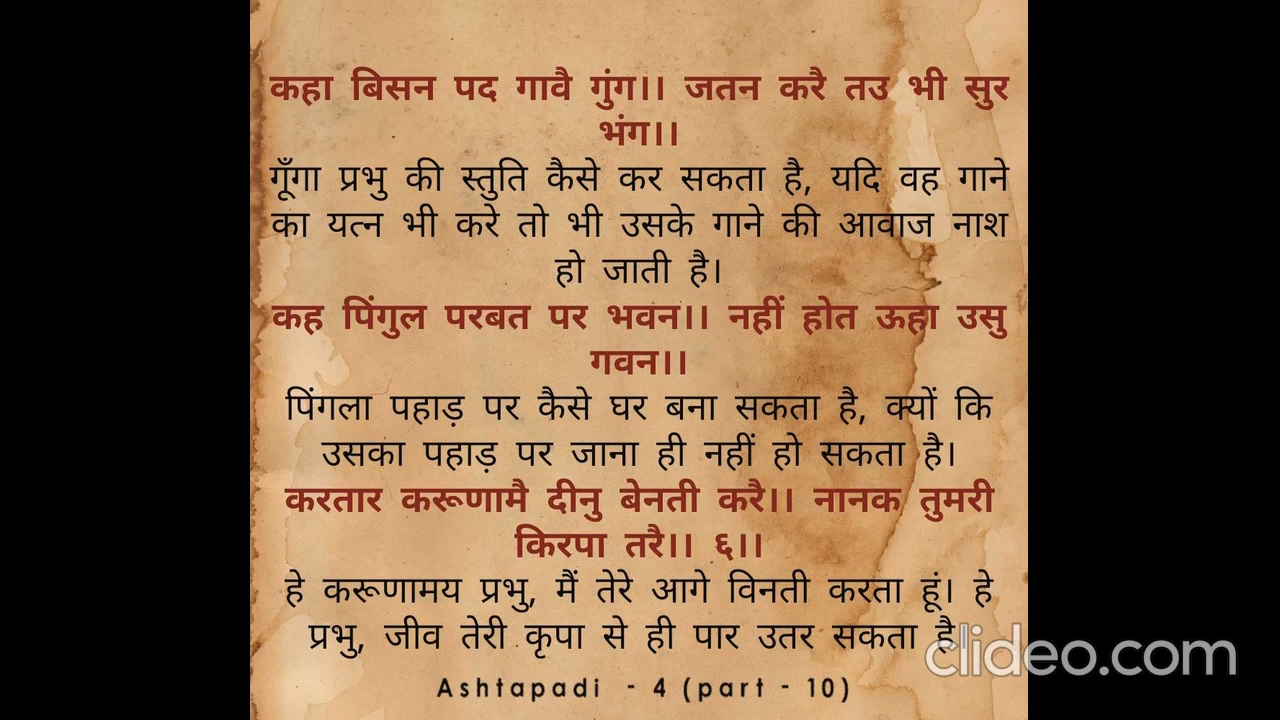 कहा बिसन पद गावै गुंग।। जतन करै तउ भी सुर
भंग।।
गूँगा प्रभु की स्तुति कैसे कर सकता है, यदि वह गाने
का यत्न भी करे तो भी उसके गाने की आवाज नाश
हो जाती है।
कह पिंगुल परबत पर भवन।। नहीं होत ऊहा उसु
गवन।।
पिंगला पहाड़ पर कैसे घर बना सकता है, क्यों कि
उसका पहाड़ पर जाना ही नहीं हो सकता है।
करतार करूणामै दीनु बेनती करै।। नानक तुमरी
किरपा तरै।। ६।।
हे करूणामय प्रभु, मैं तेरे आगे विनती करता हूं। हे
प्रभु, जीव तेरी कृपा से ही पार उतर सकता है
clideo.com
Ashtapadi - 4 (part - 10)